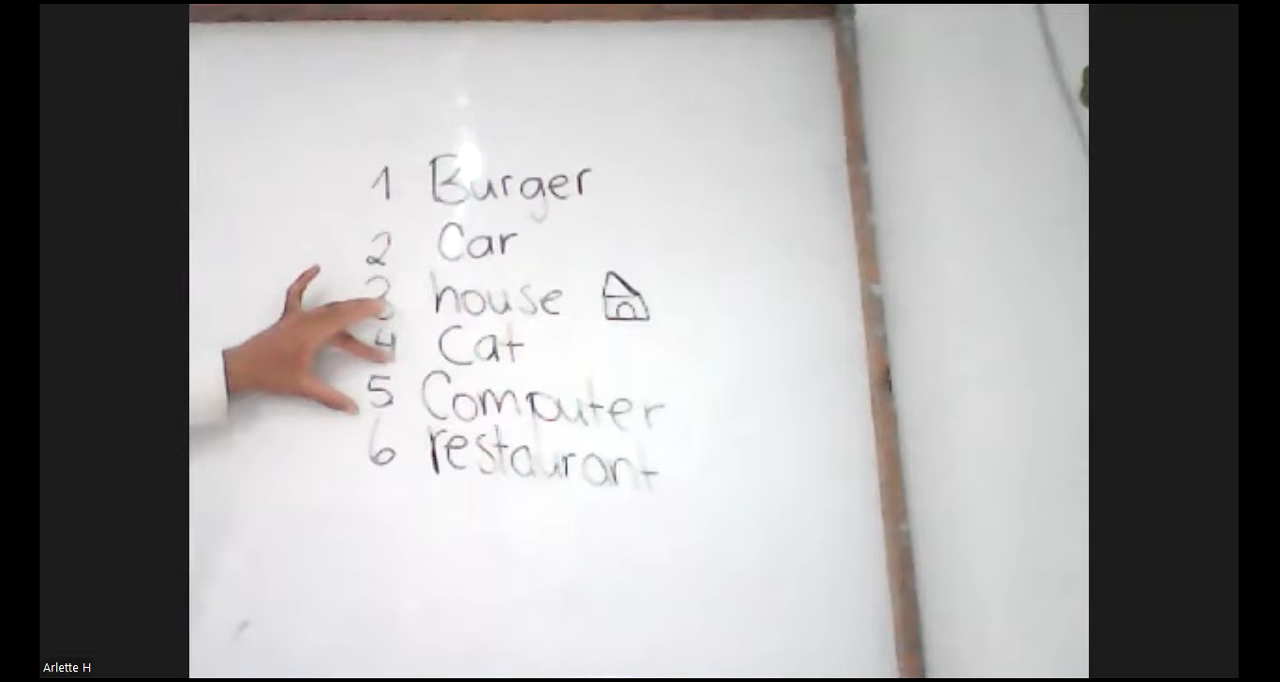 1 Burger
2 Car
3 house
4 Cat
5 Computer
6 restaurant
Arlette H